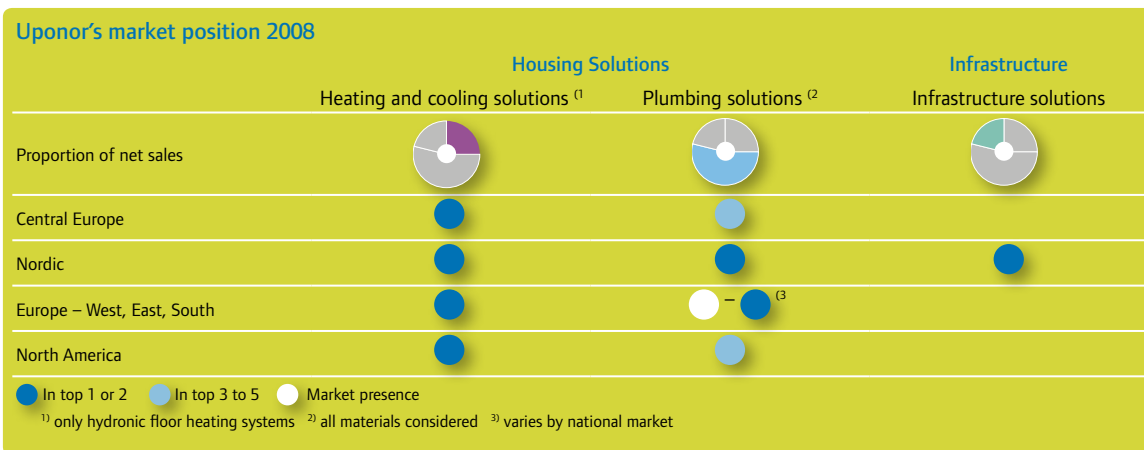 Uponor's market position 2008
Housing Solutions Infrastructure
Heating and cooling solutions (1 Plumbing solutions (2 Infrastructure solutions
Proportion of net sales
Central Europe
Nordic
Europe – West, East, South – (3
North America
In top 1 or 2 In top 3 to 5 Market presence
1) only hydronic floor heating systems 2) all materials considered 3) varies by national market